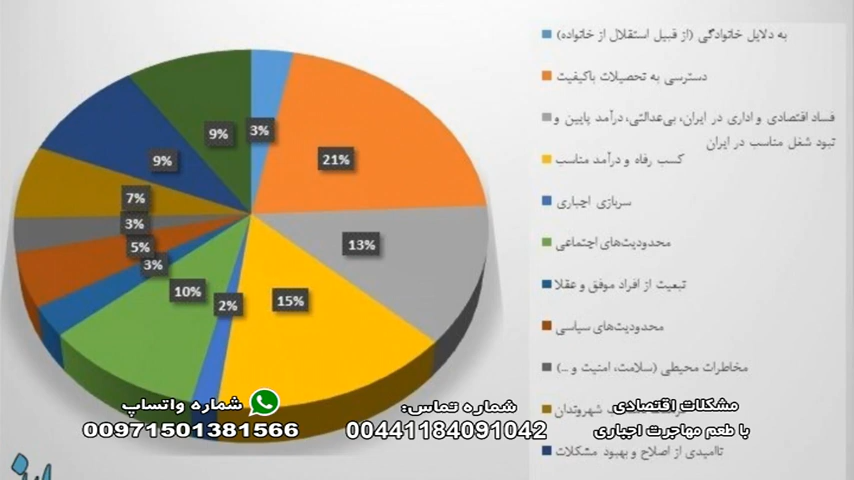 به دلایل خانوادگی (از قبیل استقلال از خانواده)
دسترسی به تحصیلات باکیفیت
فساد اقتصادی و اداری در ایران، بی‌عدالتی، درآمد پایین و
نبود شغل مناسب در ایران
کسب رفاه و درآمد مناسب
سربازی اجباری
محدودیت‌های اجتماعی
تبعیت از افراد موفق و عقلا
محدودیت‌های سیاسی
مخاطرات محیطی (سلامت، امنیت و ...)
شهروندان
ناامیدی از اصلاح و بهبود مشکلات
3%
21%
13%
15%
2%
10%
3%
5%
3%
7%
9%
9%
مشکلات اقتصادی
با طعم مهاجرت اجباری
شماره تماس:
00441184091042
شماره واتساپ
00971501381566